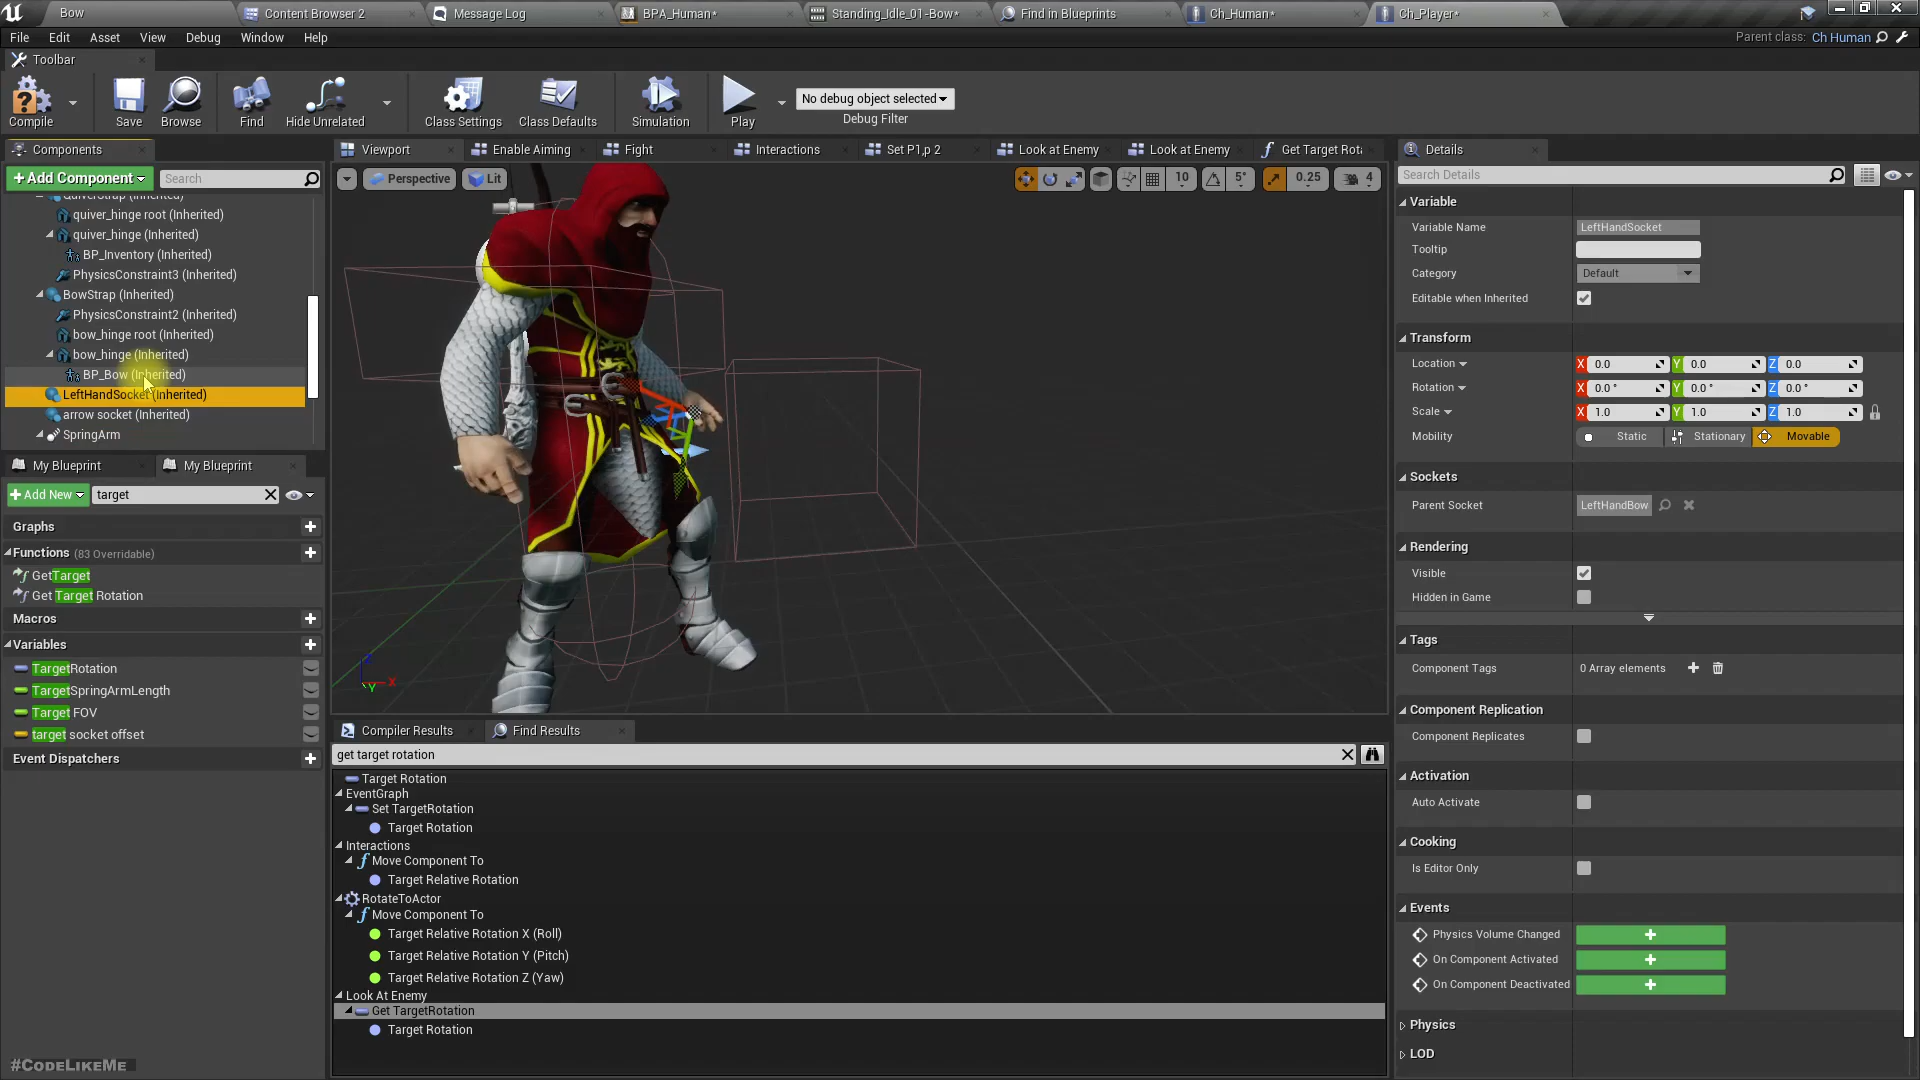 Bow
Content Browser 2
Message Log
BPA_Human*
Standing_Idle_01-Bow*
Find in Blueprints
Ch_Human*
Ch_Player*
File Edit Asset View Debug Window Help
Parent class: Ch Human
Toolbar
Compile Save Browse Find Hide Unrelated Class Settings Class Defaults Simulation Play
No debug object selected
Debug Filter
Components
+Add Component
Search
quiver_hinge root (Inherited)
quiver_hinge (Inherited)
BP_Inventory (Inherited)
PhysicsConstraint3 (Inherited)
BowStrap (Inherited)
PhysicsConstraint2 (Inherited)
bow_hinge root (Inherited)
bow_hinge (Inherited)
BP_Bow (Inherited)
LeftHandSocket (Inherited)
arrow socket (Inherited)
SpringArm
My Blueprint
My Blueprint
+Add New
target
Graphs
Functions (83 Overridable)
GetTarget
Get Target Rotation
Macros
Variables
TargetRotation
TargetSpringArmLength
Target FOV
target socket offset
Event Dispatchers
#CodeLikeMe
Viewport
Enable Aiming
Fight
Interactions
Set P1,p 2
Look at Enemy
Look at Enemy
Get Target Rota
Perspective
Lit
10
5°
0.25
4
Z
X
Y
Compiler Results
Find Results
get target rotation
Target Rotation
EventGraph
Set TargetRotation
Target Rotation
Interactions
Move Component To
Target Relative Rotation
RotateToActor
Move Component To
Target Relative Rotation X (Roll)
Target Relative Rotation Y (Pitch)
Target Relative Rotation Z (Yaw)
Look At Enemy
Get TargetRotation
Target Rotation
Details
Search Details
Variable
Variable Name LeftHandSocket
Tooltip
Category Default
Editable when Inherited
Transform
Location X 0.0 Y 0.0 Z 0.0
Rotation X 0.0 ° Y 0.0 ° Z 0.0 °
Scale X 1.0 Y 1.0 Z 1.0
Mobility Static Stationary Movable
Sockets
Parent Socket LeftHandBow
Rendering
Visible
Hidden in Game
Tags
Component Tags 0 Array elements
Component Replication
Component Replicates
Activation
Auto Activate
Cooking
Is Editor Only
Events
Physics Volume Changed
On Component Activated
On Component Deactivated
Physics
LOD